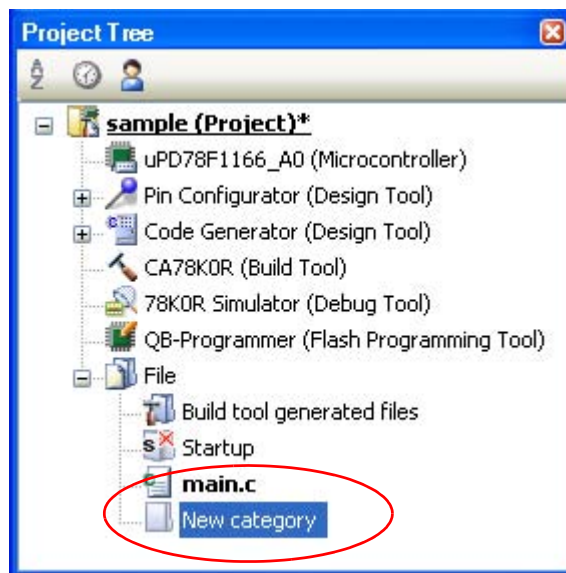 Project Tree
sample (Project)*
uPD78F1166_A0 (Microcontroller)
Pin Configurator (Design Tool)
Code Generator (Design Tool)
CA78K0R (Build Tool)
78K0R Simulator (Debug Tool)
QB-Programmer (Flash Programming Tool)
File
Build tool generated files
Startup
main.c
New category